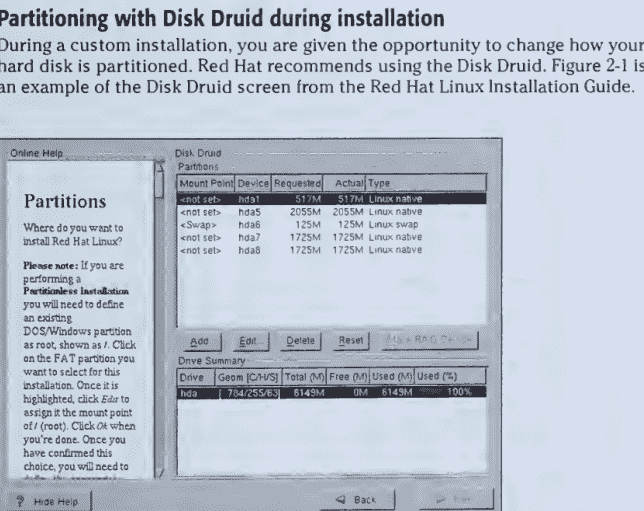 Partitioning with Disk Druid during installation
During a custom installation, you are given the opportunity to change how your
hard disk is partitioned. Red Hat recommends using the Disk Druid. Figure 2-1 is
an example of the Disk Druid screen from the Red Hat Linux Installation Guide.
Online Help
Partitions
Where do you want to
install Red Hat Linux?
Please note: If you are
performing a
Partitionless Installation
you will need to define
an existing
DOS/Windows partition
as root, shown as /. Click
on the FAT partition you
want to select for this
installation. Once it is
highlighted, click Edit to
assign it the mount point
of / (root). Click Ok when
you're done. Once you
have confirmed this
choice, you will need to
Disk Druid
Partitions
Mount Point Device Requested Actual Type
<not set> hda1 517M 517M Linux native
<not set> hda5 2055M 2055M Linux native
<Swap> hda6 125M 125M Linux swap
<not set> hda7 1725M 1725M Linux native
<not set> hda8 1725M 1725M Linux native
Add Edit... Delete Reset
Drive Summary
Drive Geom [C/H/S] Total (M) Free (M) Used (M) Used (%)
hda [ 784/255/63] 6149M 0M 6149M 100%
? Hide Help
Back